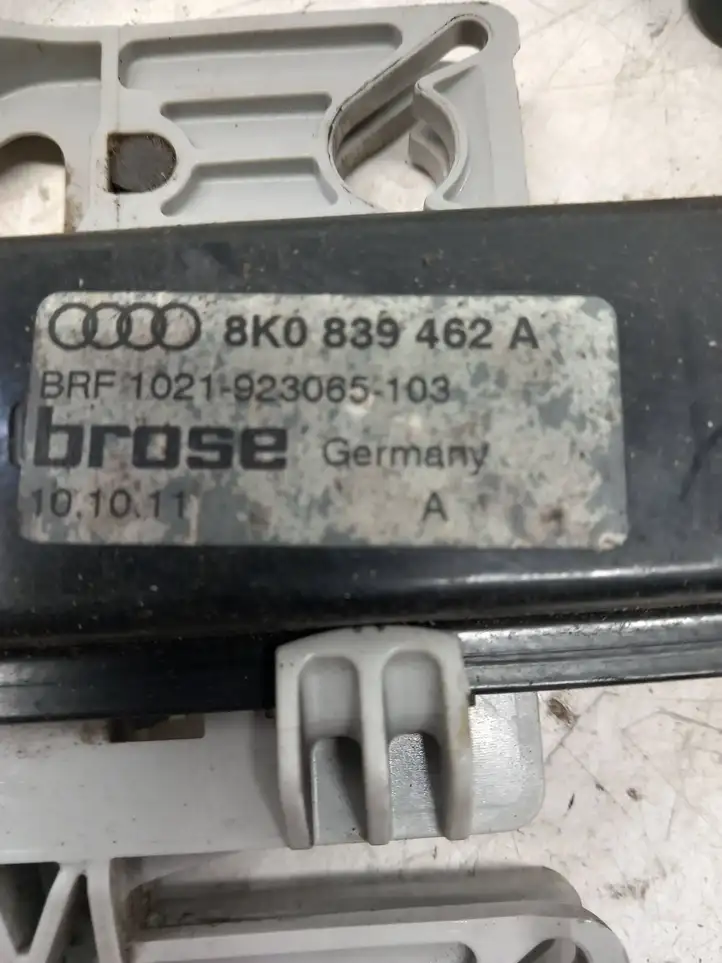 8K0 839 462 A
BRF 1021-923065-103
brose Germany
10.10.11 A